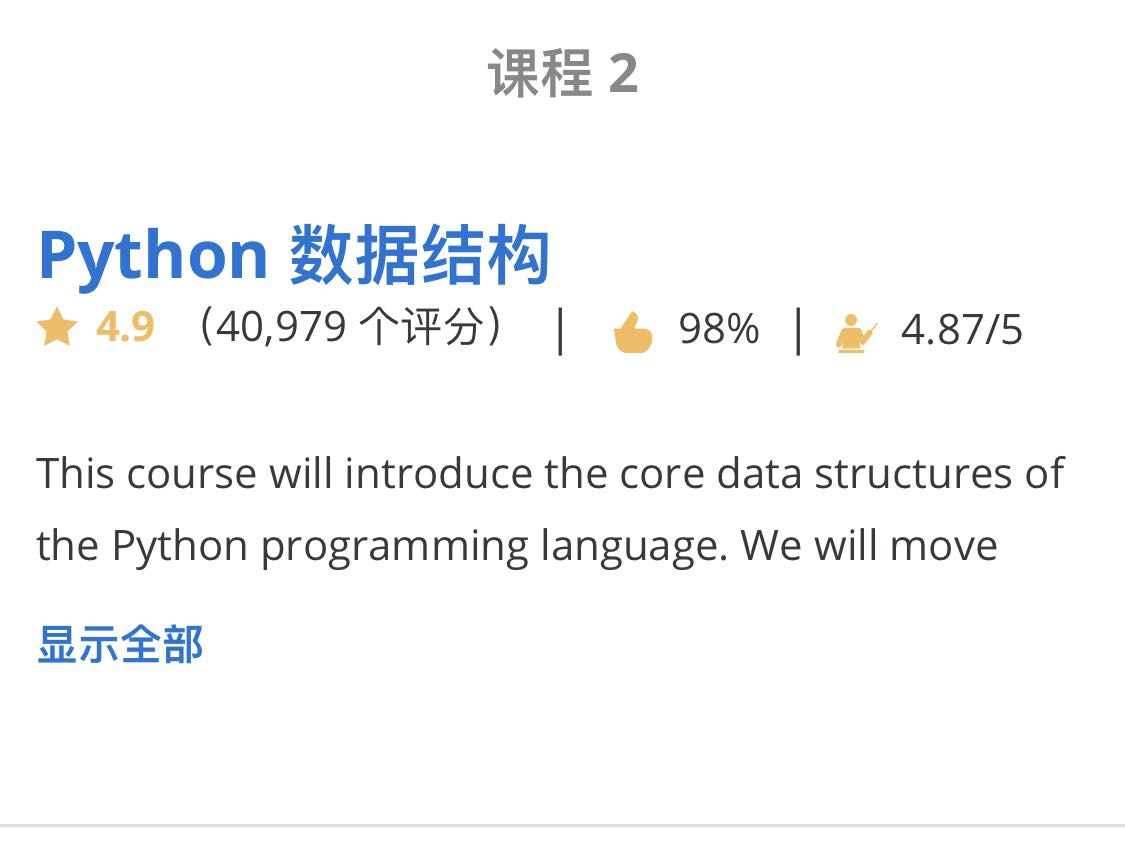 课程 2
Python 数据结构
4.9 （40,979 个评分） | 98% | 4.87/5
This course will introduce the core data structures of
the Python programming language. We will move
显示全部